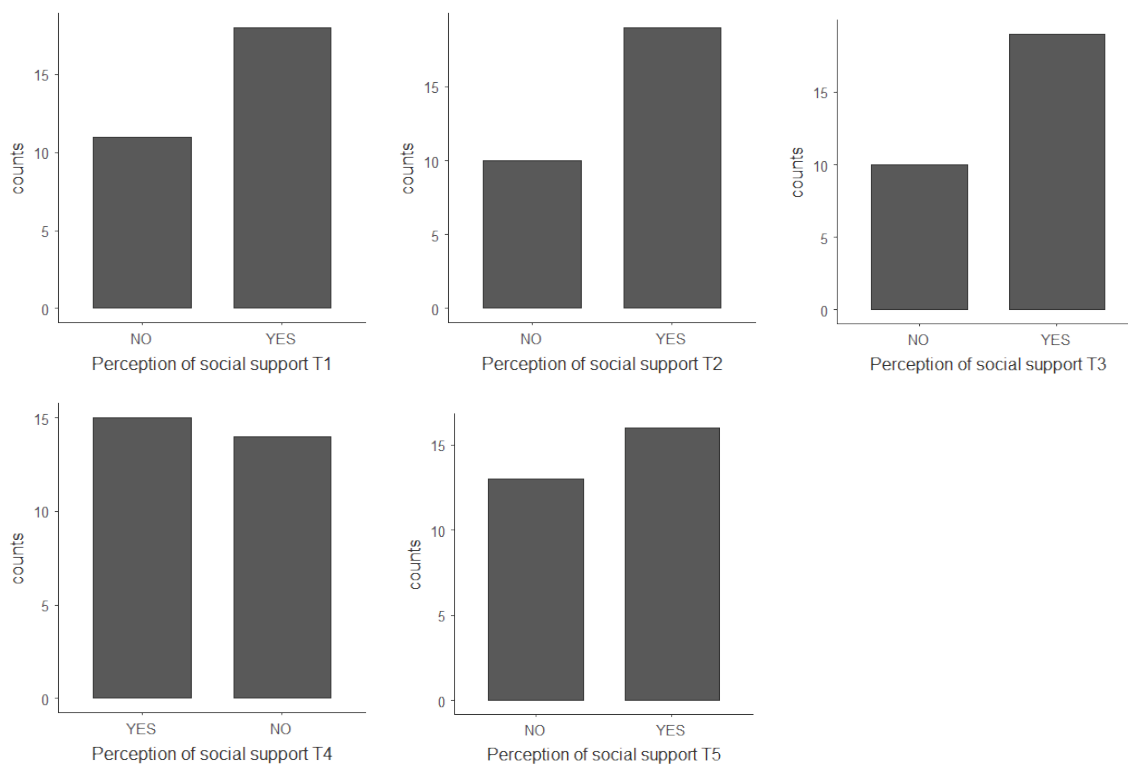 counts
15
10
5
0
NO YES
Perception of social support T1
counts
15
10
5
0
NO YES
Perception of social support T2
counts
15
10
5
0
NO YES
Perception of social support T3
counts
15
10
5
0
YES NO
Perception of social support T4
counts
15
10
5
0
NO YES
Perception of social support T5